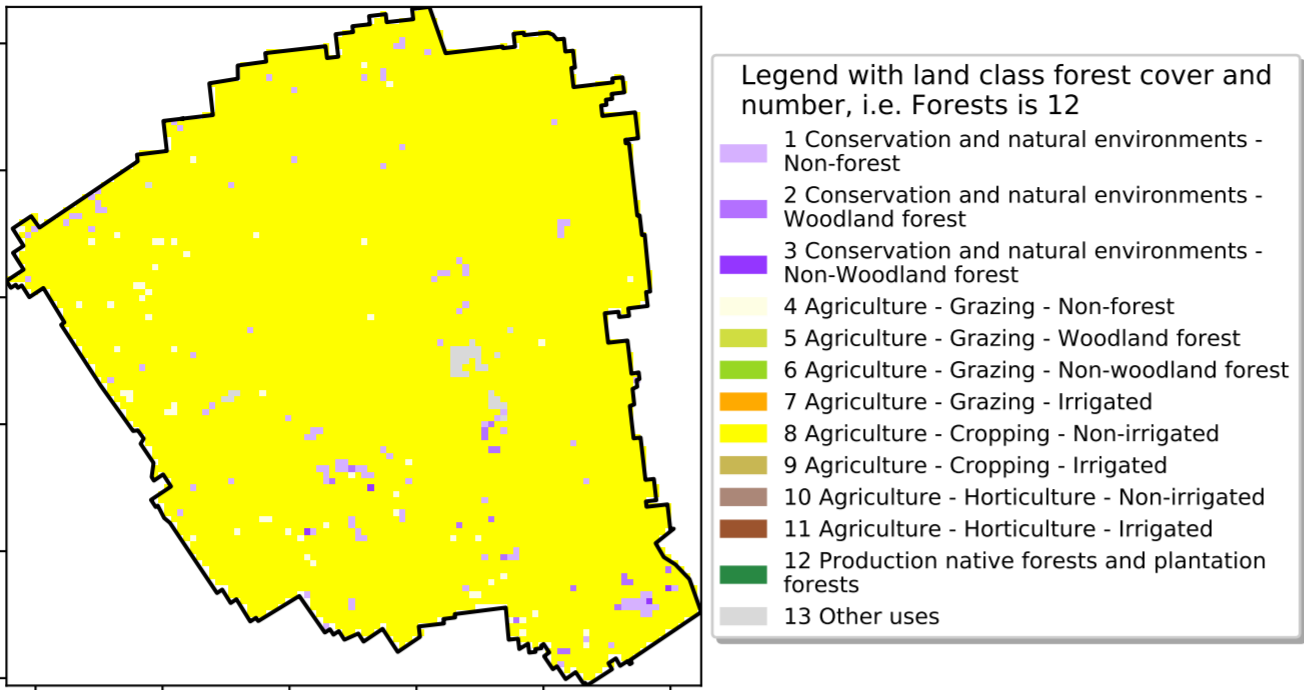 Legend with land class forest cover and
number, i.e. Forests is 12
1 Conservation and natural environments -
Non-forest
2 Conservation and natural environments -
Woodland forest
3 Conservation and natural environments -
Non-Woodland forest
4 Agriculture - Grazing - Non-forest
5 Agriculture - Grazing - Woodland forest
6 Agriculture - Grazing - Non-woodland forest
7 Agriculture - Grazing - Irrigated
8 Agriculture - Cropping - Non-irrigated
9 Agriculture - Cropping - Irrigated
10 Agriculture - Horticulture - Non-irrigated
11 Agriculture - Horticulture - Irrigated
12 Production native forests and plantation
forests
13 Other uses